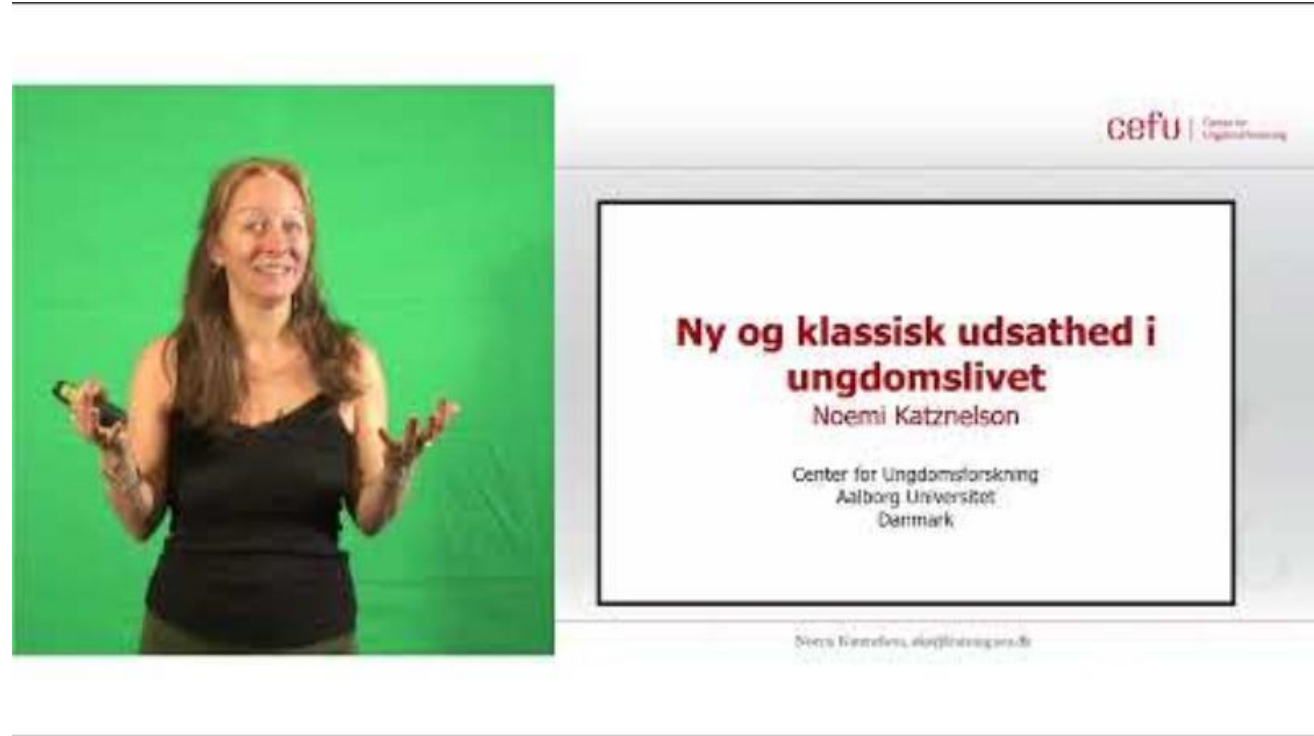 cefu
Ny og klassisk udsathed i
ungdomslivet
Noemi Katznelson
Center for Ungdomsforskning
Aalborg Universitet
Danmark